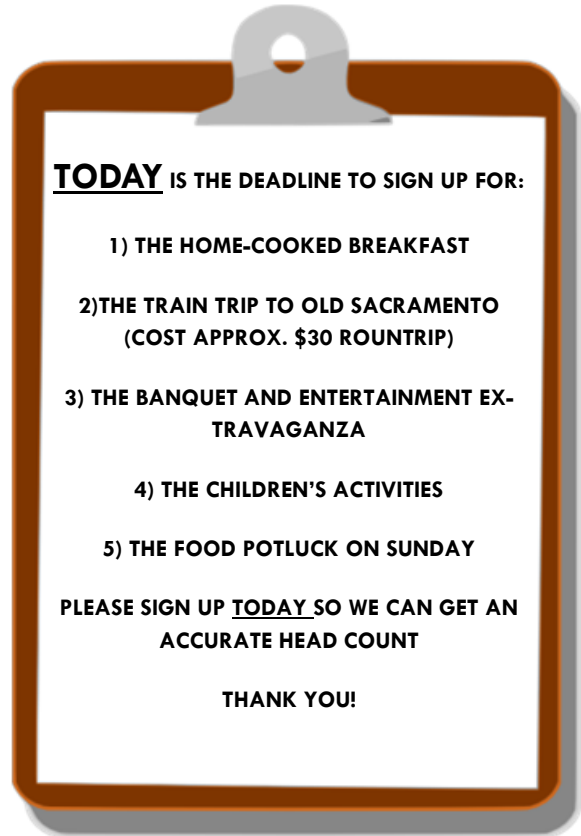 TODAY IS THE DEADLINE TO SIGN UP FOR:
1) THE HOME-COOKED BREAKFAST
2)THE TRAIN TRIP TO OLD SACRAMENTO
(COST APPROX. $30 ROUNTRIP)
3) THE BANQUET AND ENTERTAINMENT EX-
TRAVAGANZA
4) THE CHILDREN’S ACTIVITIES
5) THE FOOD POTLUCK ON SUNDAY
PLEASE SIGN UP TODAY SO WE CAN GET AN
ACCURATE HEAD COUNT
THANK YOU!